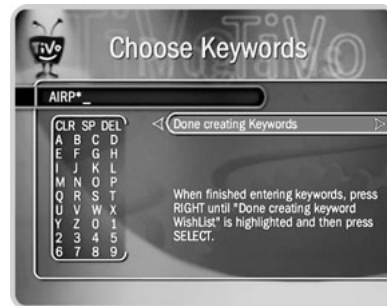 TiVo
Choose Keywords
AIRP*_
CLR SP DEL
A B C D
E F G H
I J K L
M N O P
Q R S T
U V W X
Y Z 0 1
2 3 4 5
6 7 8 9
Done creating Keywords
When finished entering keywords, press
RIGHT until "Done creating keyword
WishList" is highlighted and then press
SELECT.